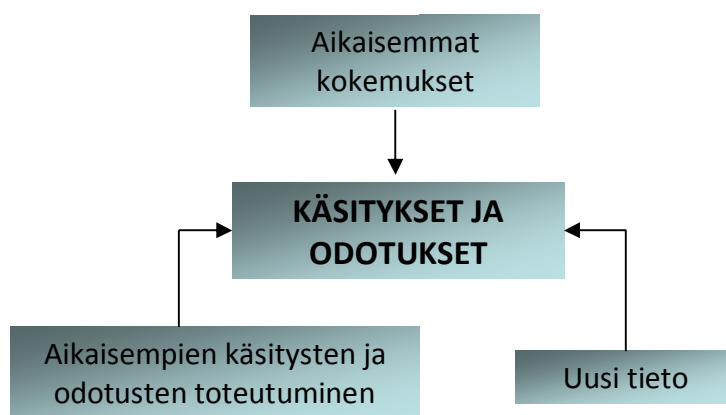 Aikaisemmat
kokemukset
KÄSITYKSET JA
ODOTUKSET
Aikaisempien käsitysten ja
odotusten toteutuminen
Uusi tieto